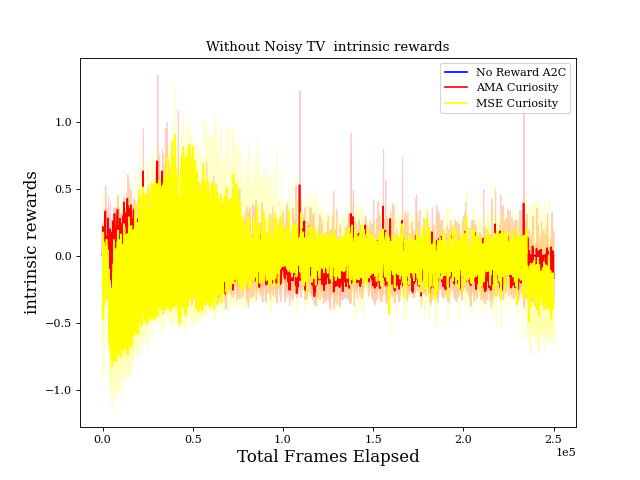 Without Noisy TV intrinsic rewards
No Reward A2C
AMA Curiosity
MSE Curiosity
intrinsic rewards
1.0
0.5
0.0
−0.5
−1.0
0.0
0.5
1.0
1.5
2.0
2.5
1e5
Total Frames Elapsed